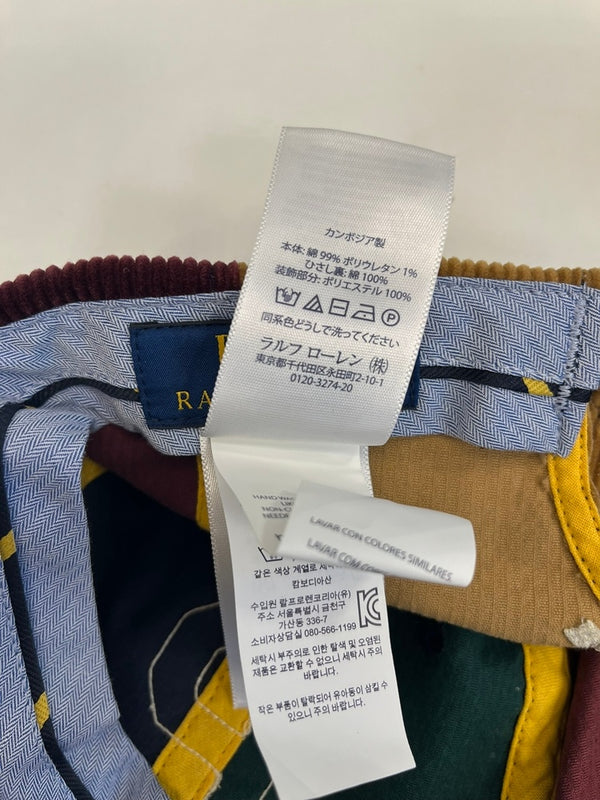 カンボジア製
本体: 綿 99% ポリウレタン 1%
ひさし裏: 綿 100%
装飾部分: ポリエステル 100%
P
同系色どうしで洗ってください
ラルフ ローレン (株)
東京都千代田区永田町2-10-1
0120-3274-20
RA
HAND WA
NON-C
NEEDE
LAVAR CON COLORES SIMILARES
LAVAR COM CO
같은 색상 계열로 세
캄보디아산
수입원 랄프로렌코리아(유)
주소 서울특별시 금천구
가산동 336-7
소비자상담실 080-566-1199
세탁시 부주의로 인한 탈색 및 오염된
제품은 교환할 수 없으니 세탁시 주의
바랍니다.
작은 부품이 탈락되어 유아동이 삼킬 수
있으니 주의 바랍니다.